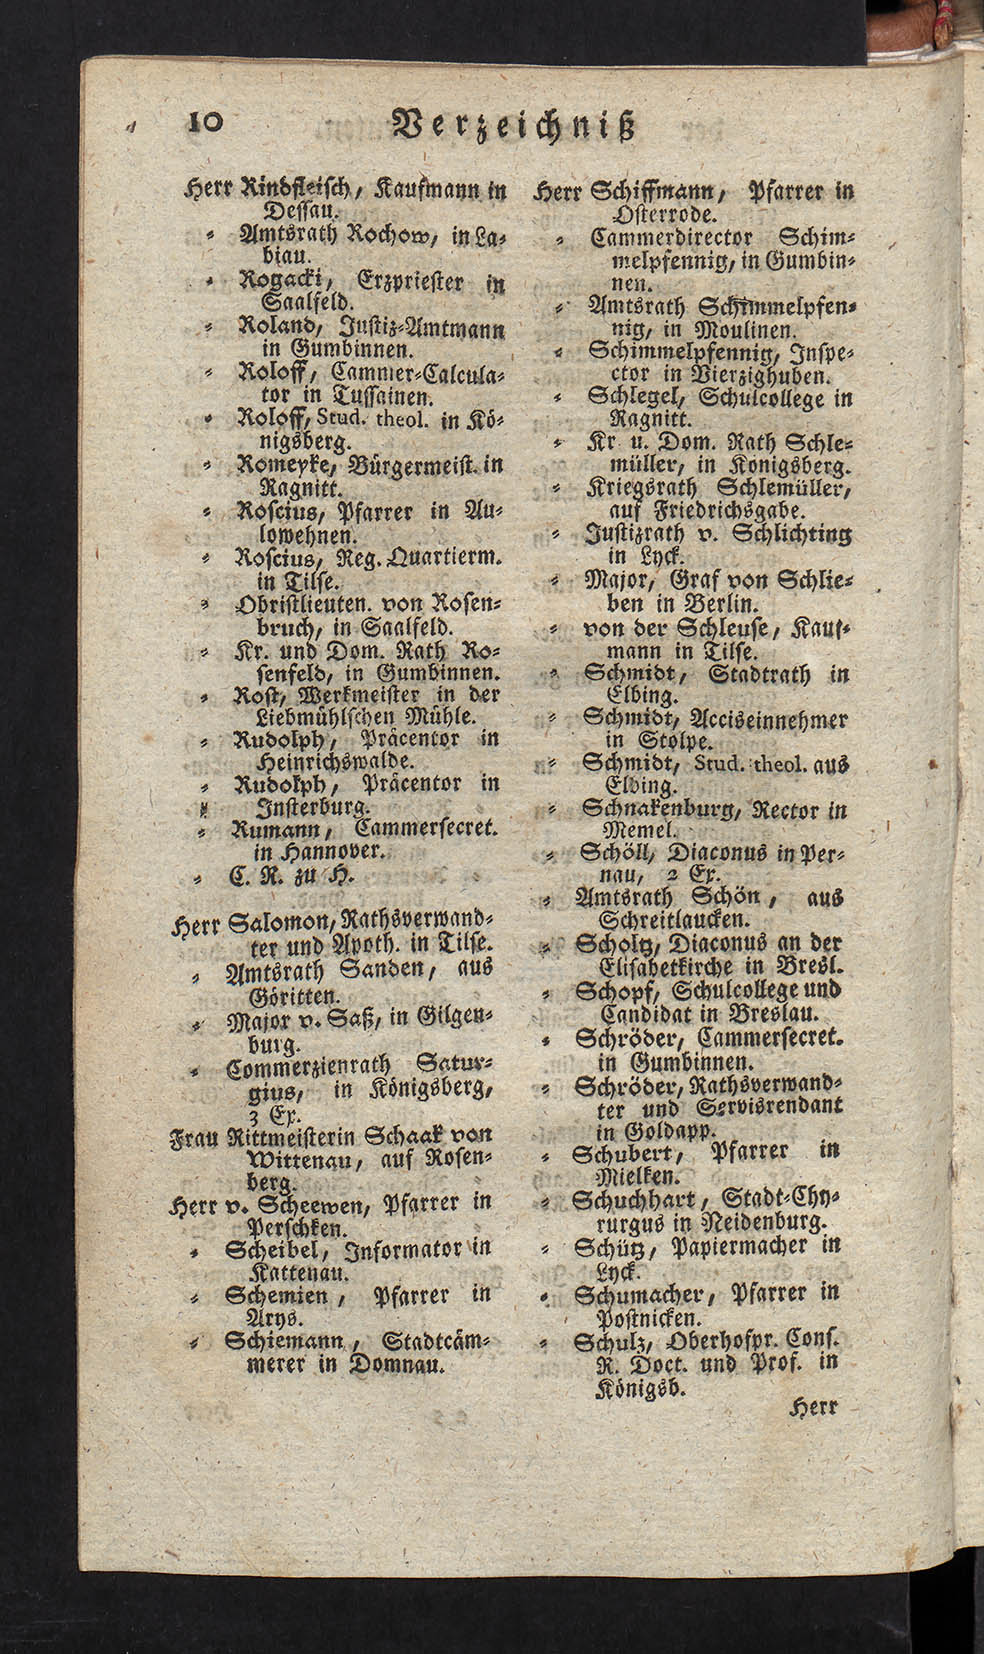 10 Verzeichniß
Herr Rindfleisch, Kaufmann in
Dessau.
⸗ Amtsrath Rochow, in La⸗
biau.
⸗ Rogacki, Erzpriester in
Saalfeld.
⸗ Roland, Justiz⸗Amtmann
in Gumbinnen.
⸗ Roloff, Cammer⸗Calcula⸗
tor in Tussainen.
⸗ Roloff, Stud. theol. in Kö⸗
nigsberg.
⸗ Romeyke, Bürgermeist. in
Ragnitt.
⸗ Roscius, Pfarrer in Au⸗
lowehnen.
⸗ Roscius, Reg. Quartierm.
in Tilse.
⸗ Obristlieuten. von Rosen⸗
bruch, in Saalfeld.
⸗ Kr. und Dom. Rath Ro⸗
senfeld, in Gumbinnen.
⸗ Rost, Werkmeister in der
Liebmühlschen Mühle.
⸗ Rudolph, Präcentor in
Heinrichswalde.
⸗ Rudolph, Präcentor in
Insterburg.
⸗ Rumann, Cammersecret.
in Hannover.
⸗ C. R. zu H.
Herr Salomon, Rathsverwand⸗
ter und Apoth. in Tilse.
⸗ Amtsrath Sanden, aus
Göritten.
⸗ Major v. Saß, in Gilgen⸗
burg.
⸗ Commerzienrath Satur⸗
gius, in Königsberg,
3 Ex.
Frau Rittmeisterin Schaak von
Wittenau, auf Rosen⸗
berg.
Herr v. Scheewen, Pfarrer in
Perschken.
⸗ Scheibel, Informator in
Kattenau.
⸗ Schemien, Pfarrer in
Arys.
⸗ Schiemann, Stadtcäm⸗
merer in Domnau.
Herr Schiffmann, Pfarrer in
Osterrode.
⸗ Cammerdirector Schim⸗
melpfennig, in Gumbin⸗
nen.
⸗ Amtsrath Schimmelpfen⸗
nig, in Moulinen.
⸗ Schimmelpfennig, Inspe⸗
ctor in Vierzighuben.
⸗ Schlegel, Schulcollege in
Ragnitt.
⸗ Kr. u. Dom. Rath Schle⸗
müller, in Königsberg.
⸗ Kriegsrath Schlemüller,
auf Friedrichsgabe.
⸗ Justizrath v. Schlichting
in Lyck.
⸗ Major, Graf von Schlie⸗
ben in Berlin.
⸗ von der Schleuse, Kauf⸗
mann in Tilse.
⸗ Schmidt, Stadtrath in
Elbing.
⸗ Schmidt, Acciseinnehmer
in Stolpe.
⸗ Schmidt, Stud. theol. aus
Elbing.
⸗ Schnakenburg, Rector in
Memel.
⸗ Schöll, Diaconus in Per⸗
nau, 2 Ex.
⸗ Amtsrath Schön, aus
Schreitlaucken.
⸗ Scholtz, Diaconus an der
Elisabetkirche in Bresl.
⸗ Schopf, Schulcollege und
Candidat in Breslau.
⸗ Schröder, Cammersecret.
in Gumbinnen.
⸗ Schröder, Rathsverwand⸗
ter und Servisrendant
in Goldapp.
⸗ Schubert, Pfarrer in
Mielken.
⸗ Schuchhart, Stadt⸗Chy⸗
rurgus in Neidenburg.
⸗ Schütz, Papiermacher in
Lyck.
⸗ Schumacher, Pfarrer in
Postnicken.
⸗ Schulz, Oberhofpr. Cons.
R. Doct. und Prof. in
Königsb.
Herr